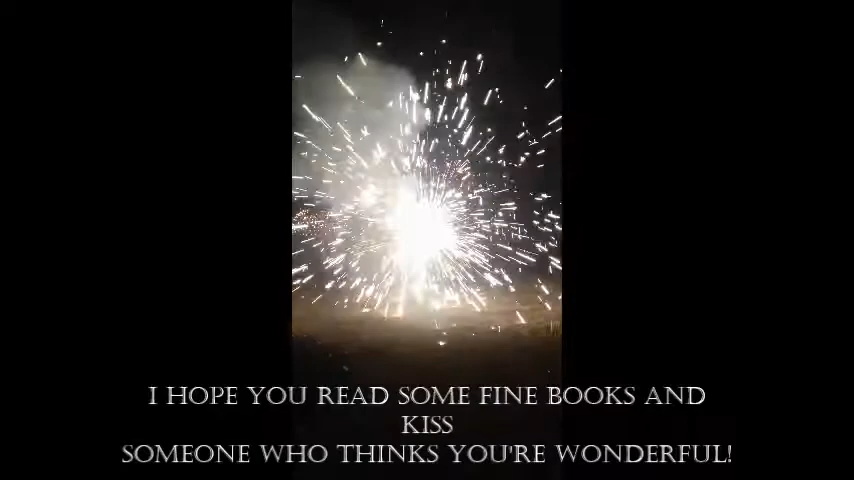 I HOPE YOU READ SOME FINE BOOKS AND
KISS
SOMEONE WHO THINKS YOU'RE WONDERFUL!